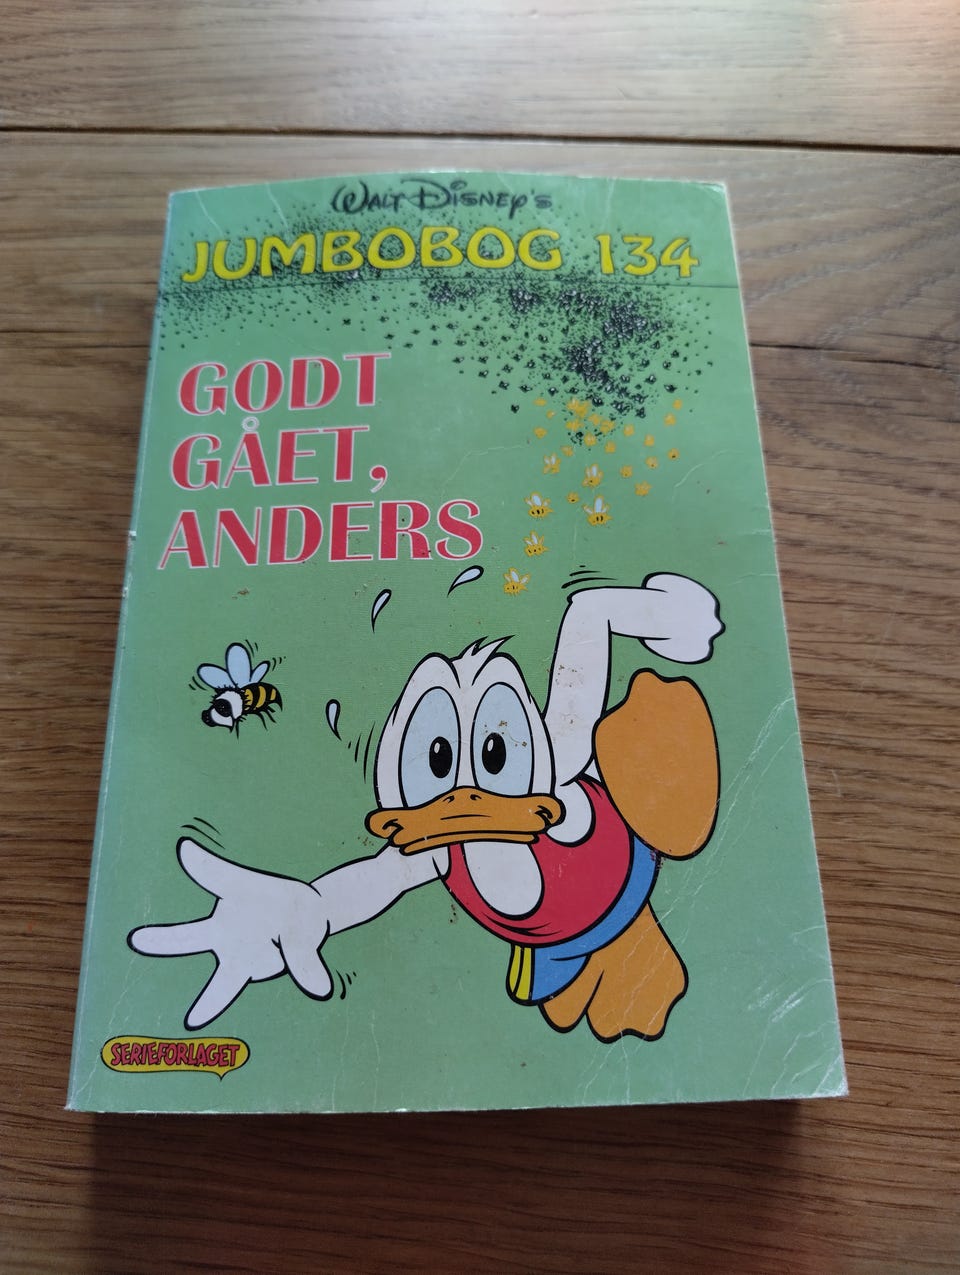 WALT DISNEY'S
JUMBOBOG 134
GODT
GÅET,
ANDERS
SERIEFORLAGET